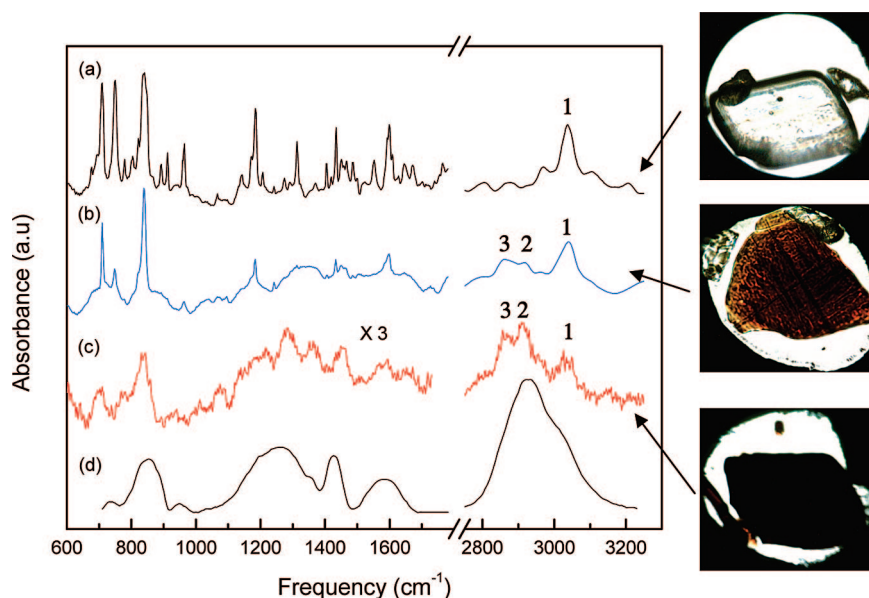 (a)
1
(b)
3 2 1
(c)
X 3
3 2
1
(d)
Absorbance (a.u)
600 800 1000 1200 1400 1600 2800 3000 3200
Frequency (cm⁻¹)